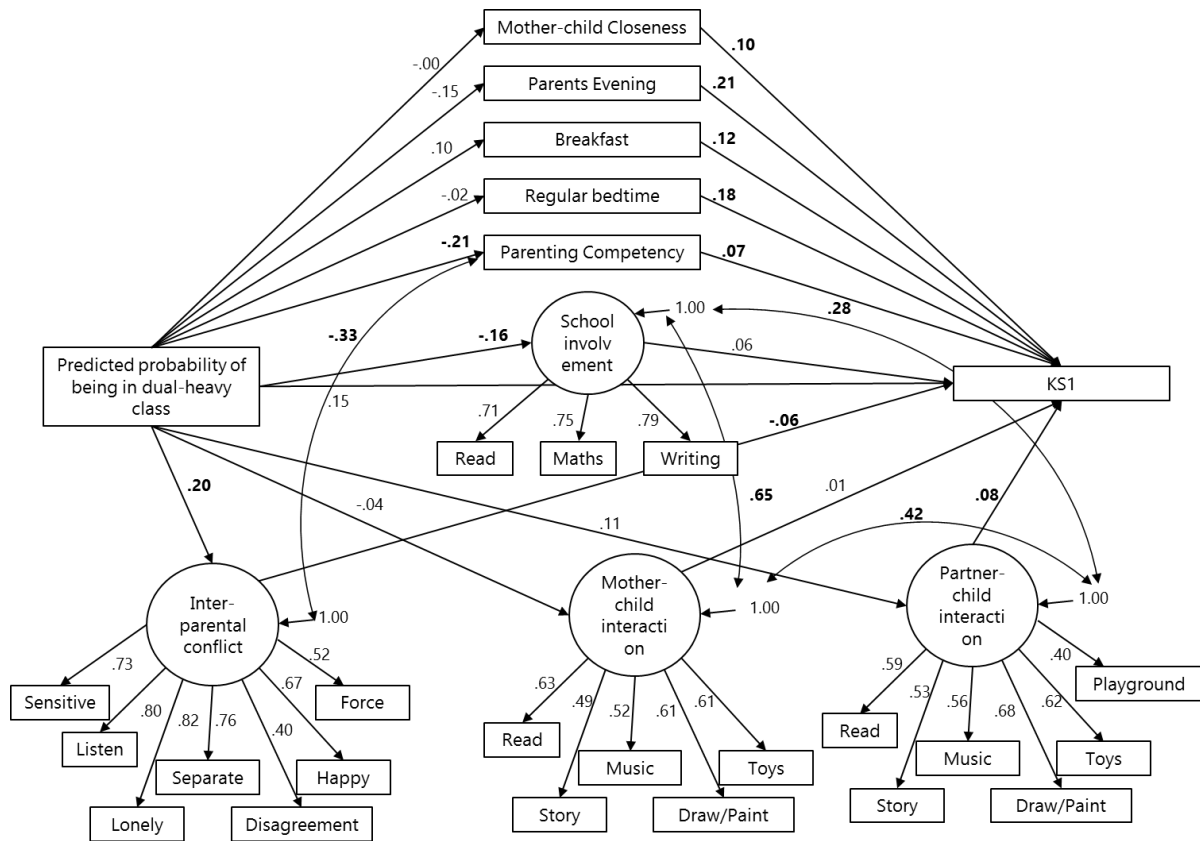 Mother-child Closeness
.10
-.00
-.15
Parents Evening
.21
.10
Breakfast
.12
-.02
Regular bedtime
.18
-.21
Parenting Competency
.07
School
involv
ement
1.00
.28
-.33
-.16
.06
Predicted probability of
being in dual-heavy
class
KS1
.15
.71
.75
.79
-.06
Read
Maths
Writing
.20
-.04
.65
.01
.08
.11
.42
Inter-
parental
conflict
1.00
Mother-
child
interacti
on
1.00
Partner-
child
interacti
on
1.00
.73
.52
.80
.82
.76
.40
.67
Sensitive
Force
Listen
Separate
Happy
Lonely
Disagreement
.63
.49
.52
.61
.61
Read
Music
Toys
Story
Draw/Paint
.59
.53
.56
.68
.62
.40
Playground
Read
Music
Toys
Story
Draw/Paint